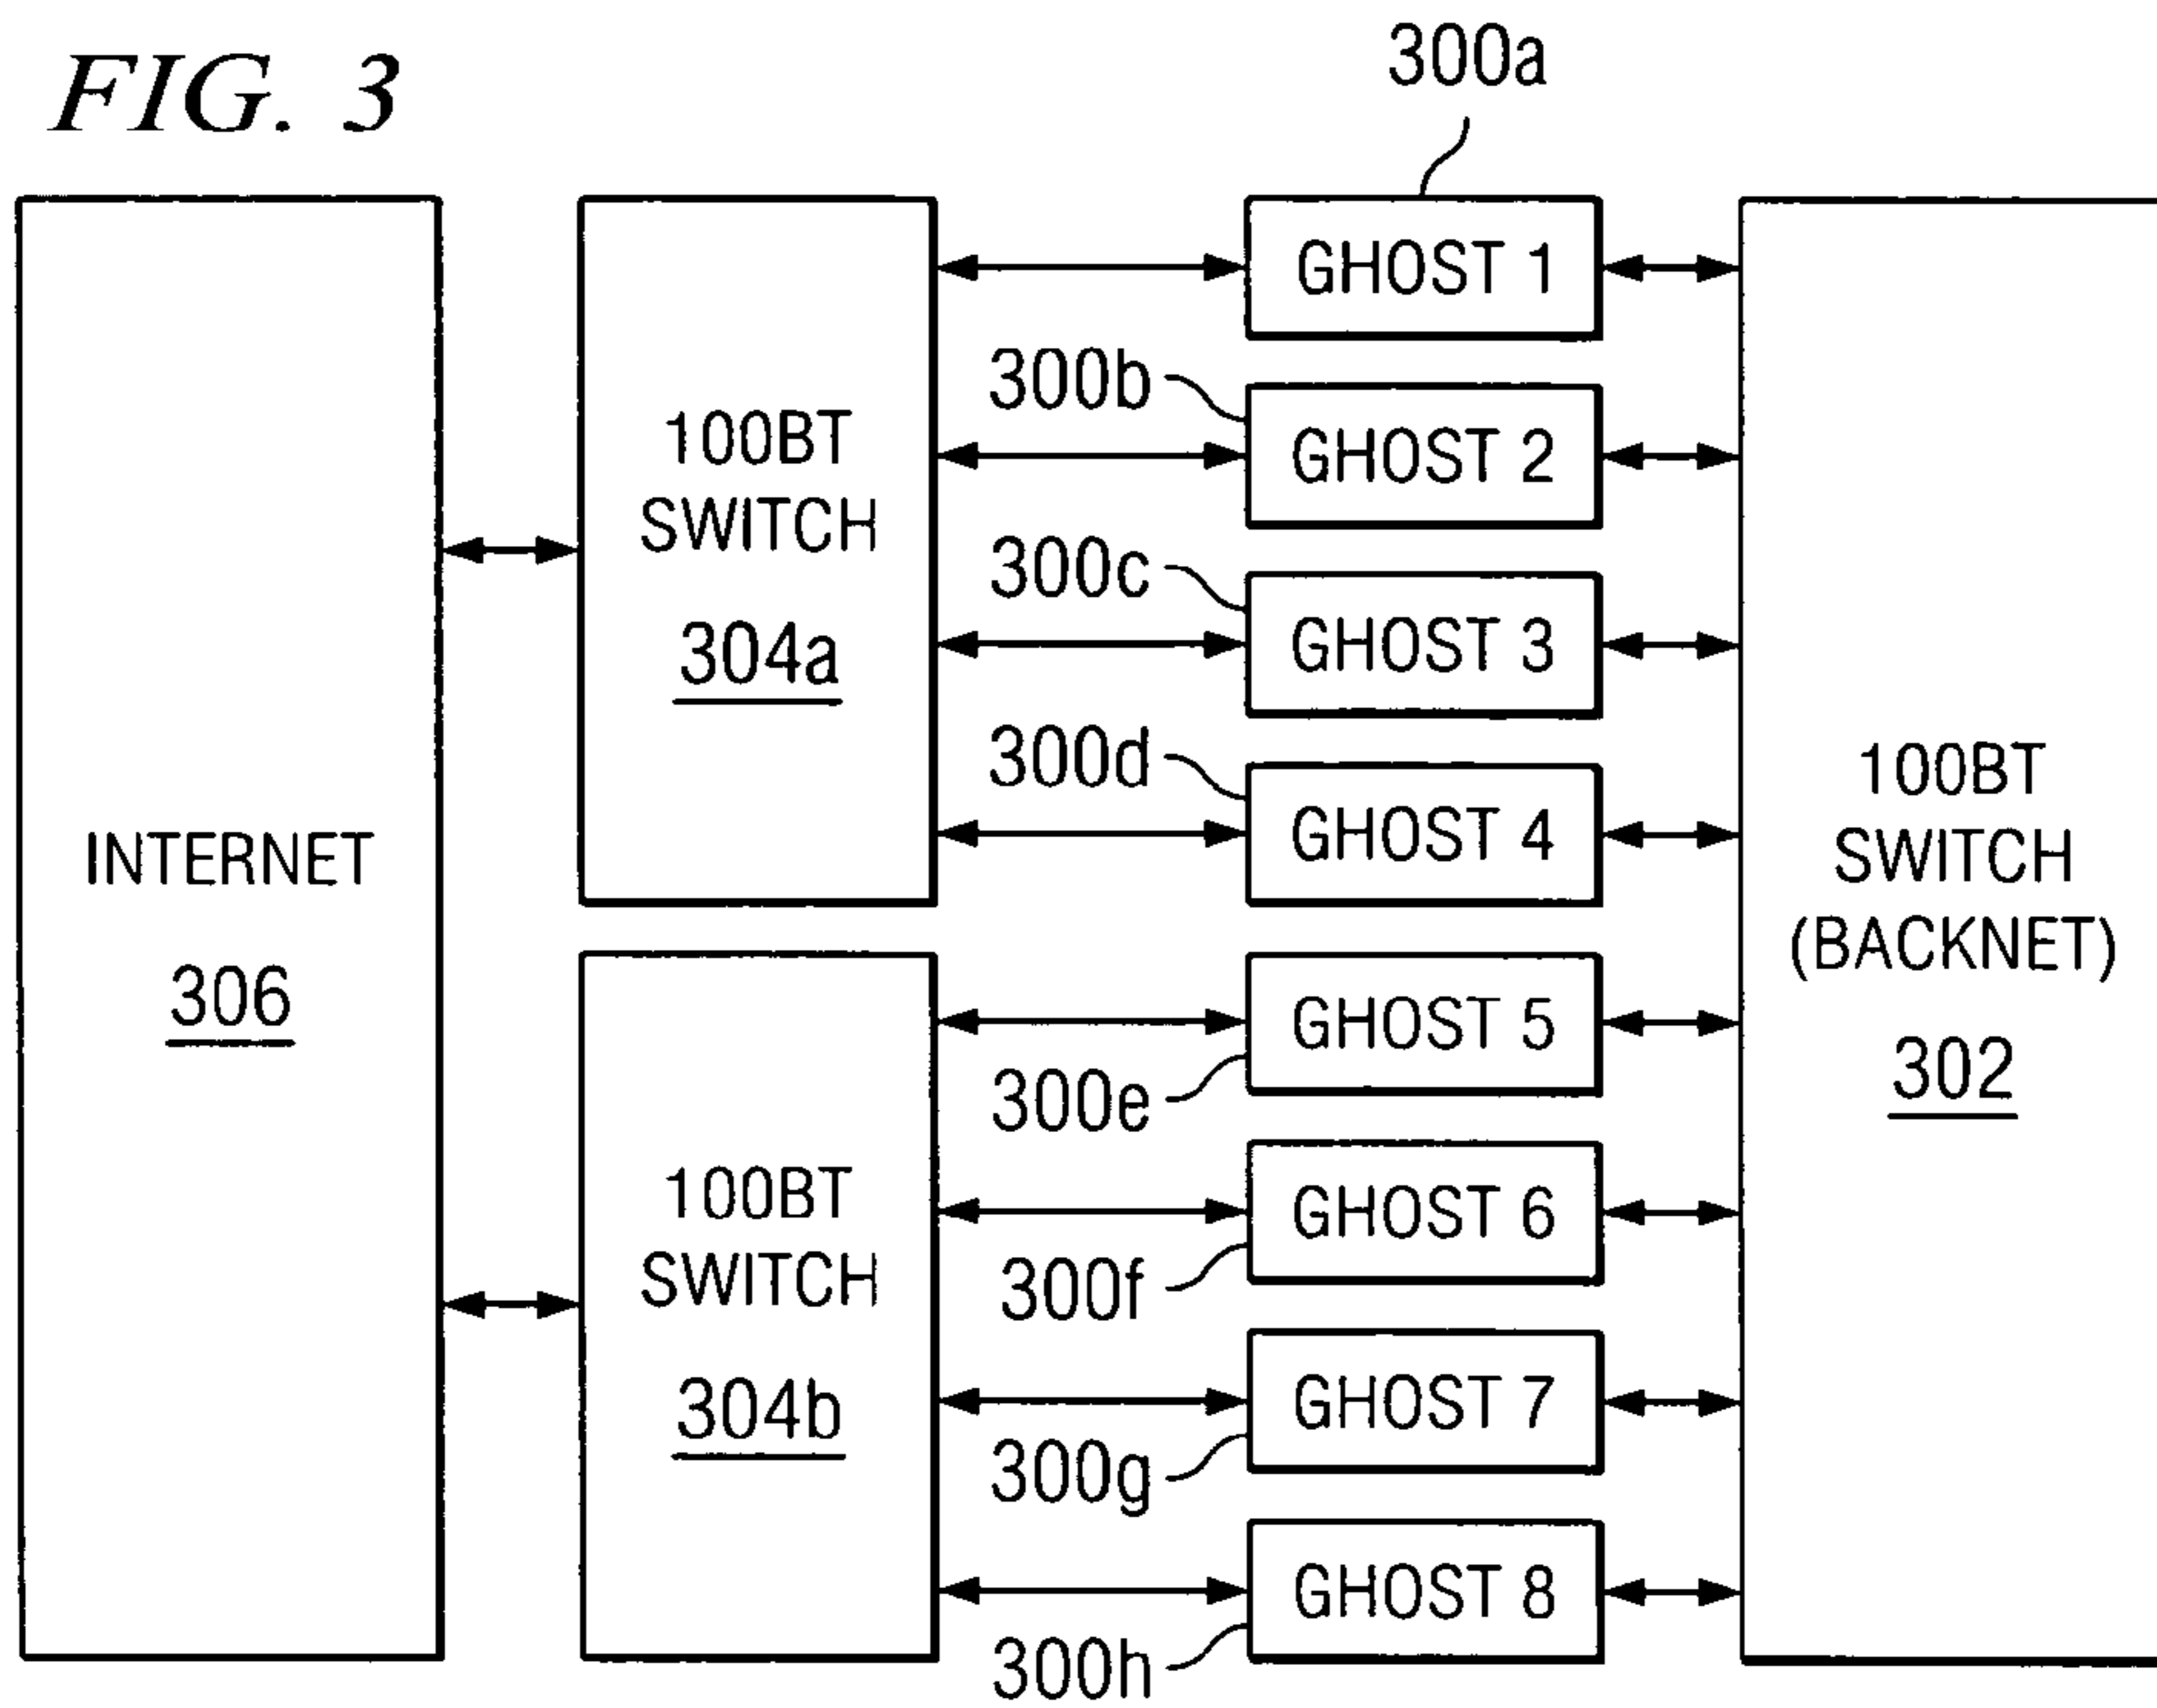 FIG. 3
300a
INTERNET
306
100BT
SWITCH
304a
100BT
SWITCH
304b
GHOST 1
300b
GHOST 2
300c
GHOST 3
300d
GHOST 4
GHOST 5
300e
GHOST 6
300f
GHOST 7
300g
GHOST 8
300h
100BT
SWITCH
(BACKNET)
302